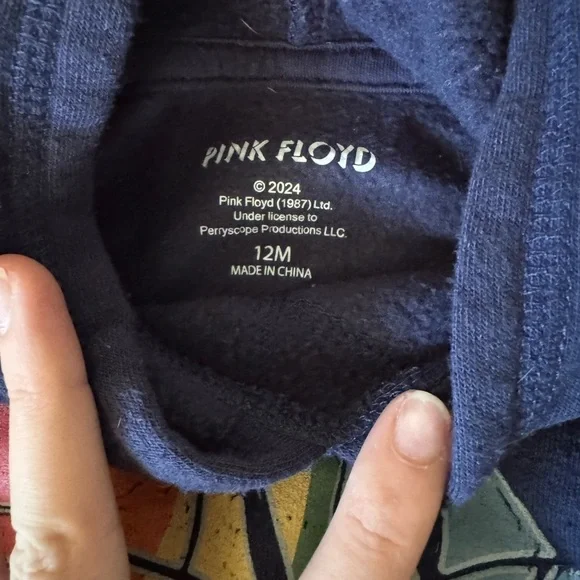 PINK FLOYD
© 2024
Pink Floyd (1987) Ltd.
Under license to
Perryscope Productions LLC.
12M
MADE IN CHINA